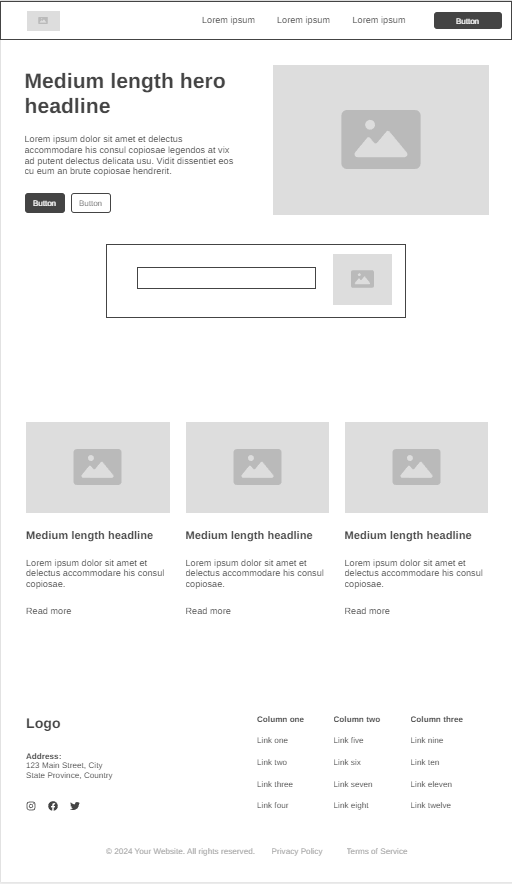 Lorem ipsum Lorem ipsum Lorem ipsum Button
Medium length hero
headline
Lorem ipsum dolor sit amet et delectus
accommodare his consul copiosae legendos at vix
ad putent delectus delicata usu. Vidit dissentiet eos
cu eum an brute copiosae hendrerit.
Button Button
Medium length headline
Lorem ipsum dolor sit amet et
delectus accommodare his consul
copiosae.
Read more
Medium length headline
Lorem ipsum dolor sit amet et
delectus accommodare his consul
copiosae.
Read more
Medium length headline
Lorem ipsum dolor sit amet et
delectus accommodare his consul
copiosae.
Read more
Logo
Address:
123 Main Street, City
State Province, Country
Column one
Link one
Link two
Link three
Link four
Column two
Link five
Link six
Link seven
Link eight
Column three
Link nine
Link ten
Link eleven
Link twelve
© 2024 Your Website. All rights reserved. Privacy Policy Terms of Service